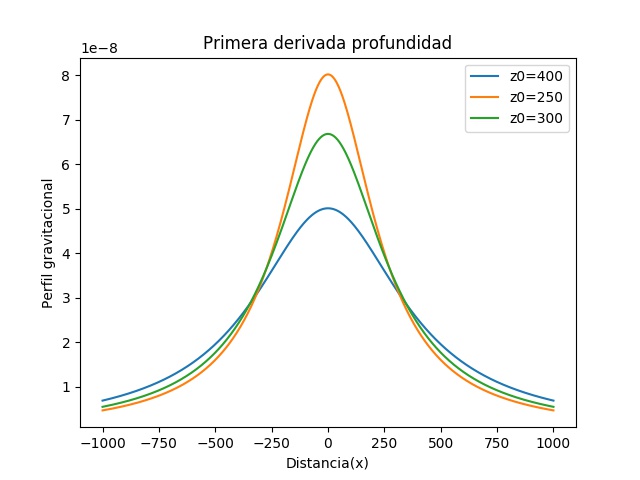 Primera derivada profundidad
1e−8
8
7
6
5
4
3
2
1
Perfil gravitacional
z0=400
z0=250
z0=300
−1000 −750 −500 −250 0 250 500 750 1000
Distancia(x)